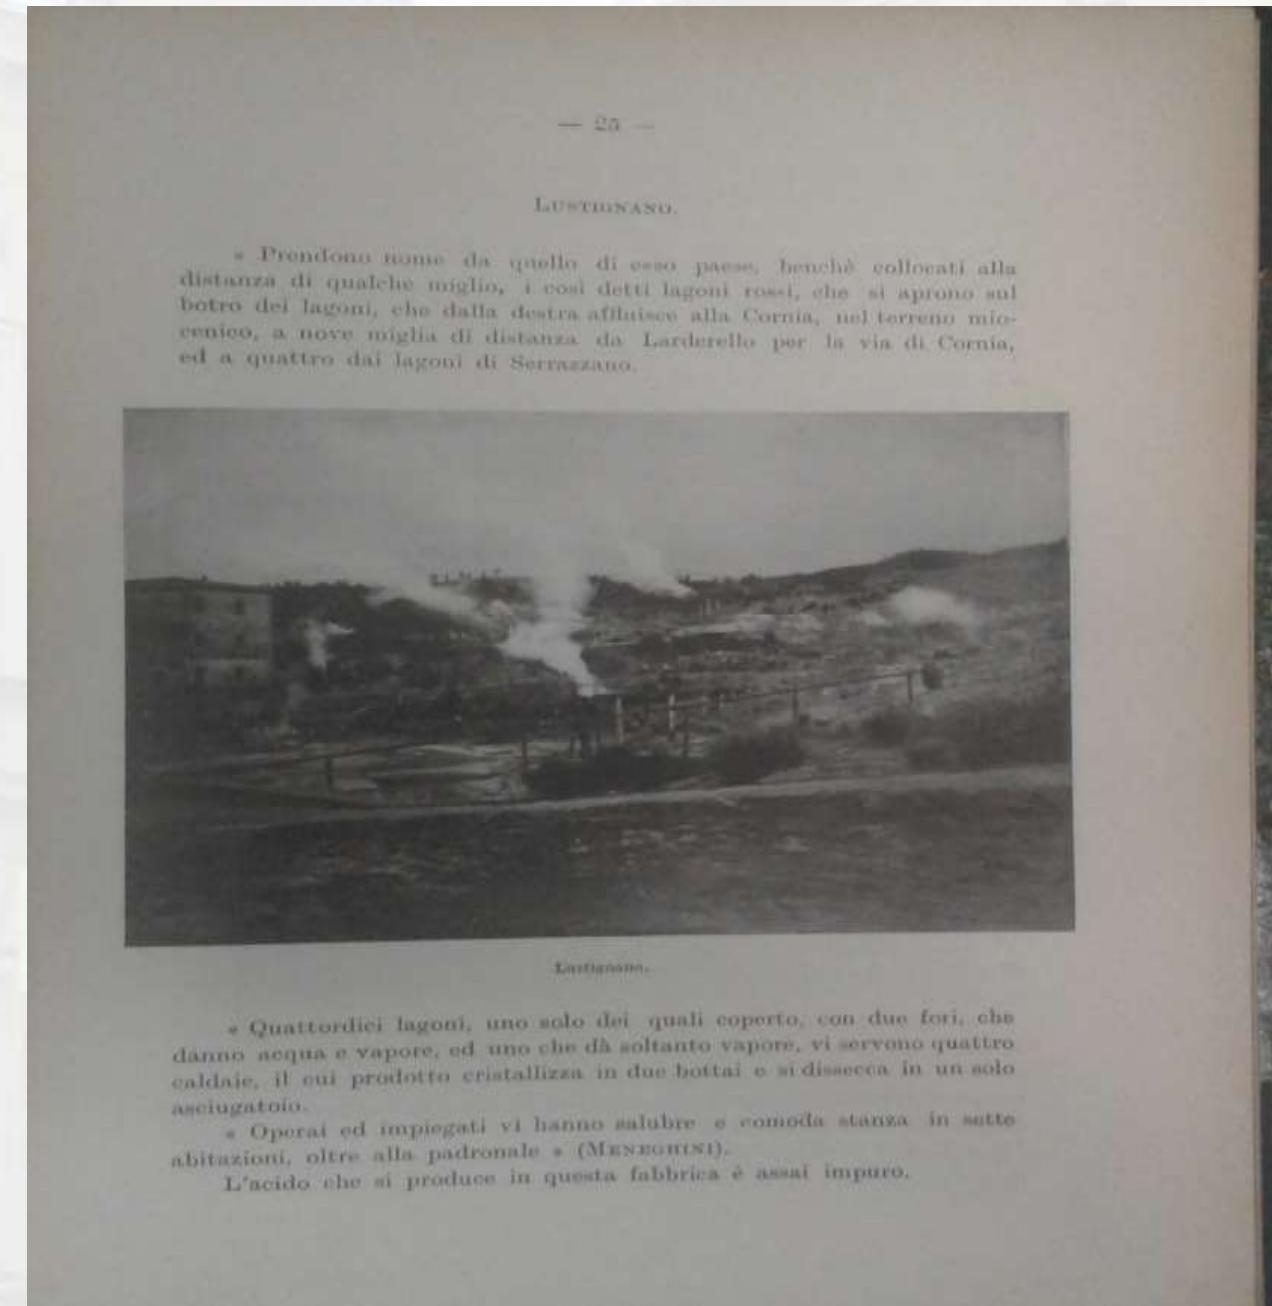 — 25 —
LUSTIGNANO.
« Prendono nome da quello di esso paese, benchè collocati alla
distanza di qualche miglio, i così detti lagoni rossi, che si aprono sul
botro dei lagoni, che dalla destra affluisce alla Cornia, nel terreno mio-
cenico, a nove miglia di distanza da Larderello per la via di Cornia,
ed a quattro dai lagoni di Serrazzano.
Lustignano.
« Quattordici lagoni, uno solo dei quali coperto, con due fori, che
danno acqua e vapore, ed uno che dà soltanto vapore, vi servono quattro
caldaie, il cui prodotto cristallizza in due bottai e si dissecca in un solo
asciugatoio.
« Operai ed impiegati vi hanno salubre e comoda stanza in sette
abitazioni, oltre alla padronale » (MENEGHINI).
L'acido che si produce in questa fabbrica è assai impuro.